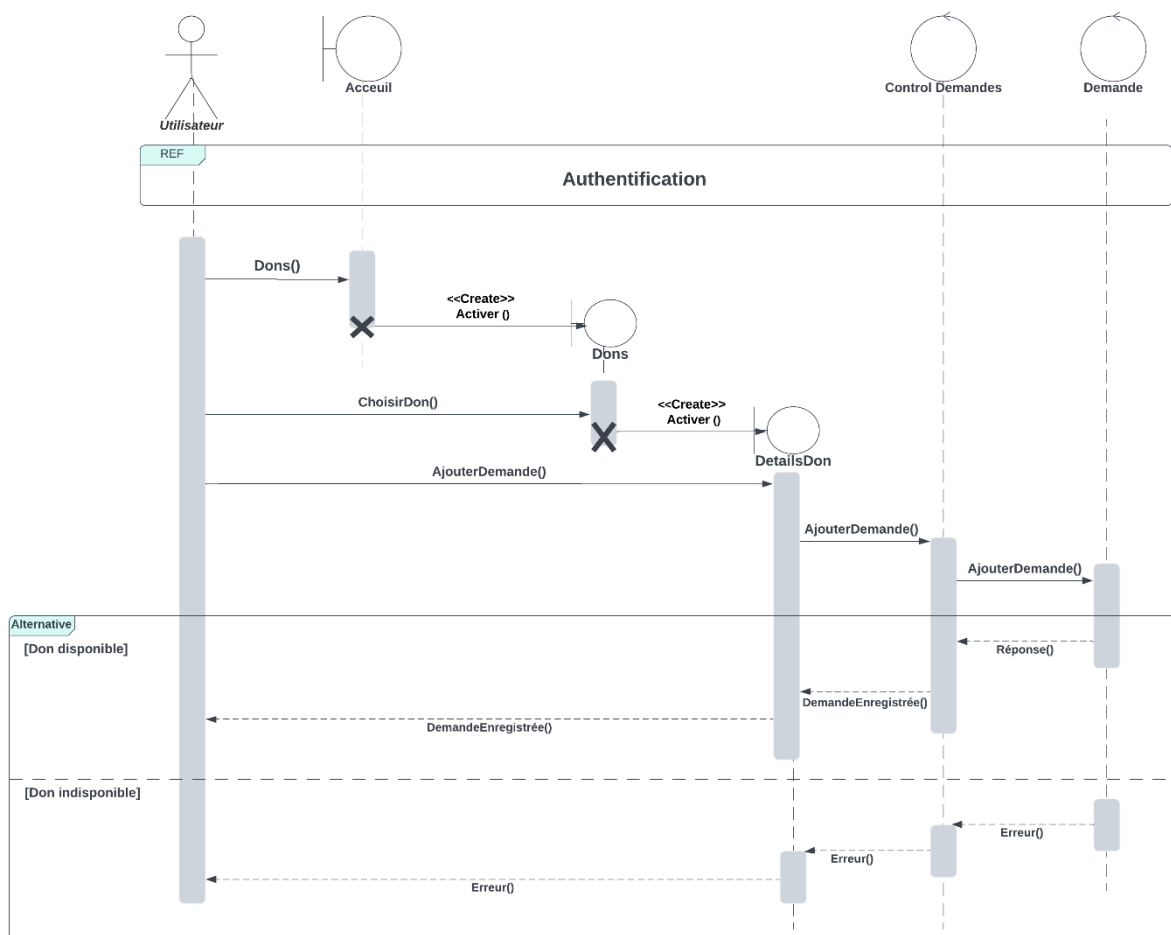 Acceuil
Control Demandes
Demande
Utilisateur
REF
Authentification
Dons()
<<Create>>
Activer ()
Dons
ChoisirDon()
<<Create>>
Activer ()
DetailsDon
AjouterDemande()
AjouterDemande()
AjouterDemande()
Alternative
[Don disponible]
Réponse()
DemandeEnregistrée()
DemandeEnregistrée()
[Don indisponible]
Erreur()
Erreur()
Erreur()